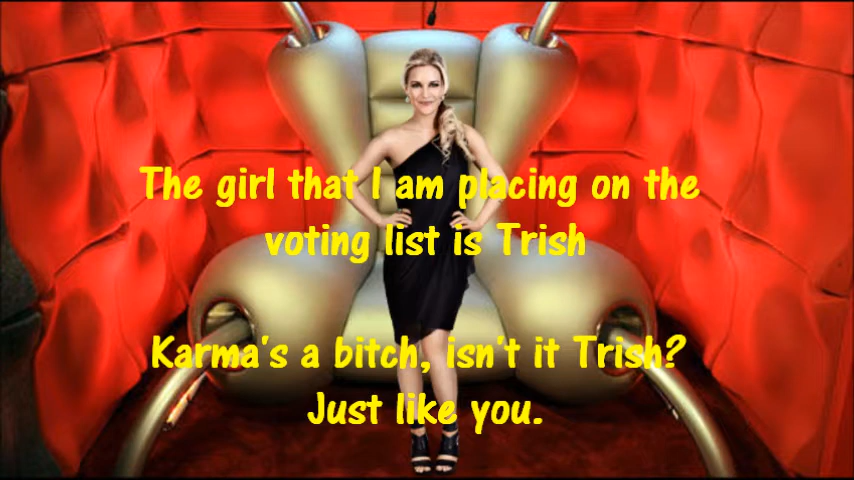 The girl that I am placing on the
voting list is Trish
Karma's a bitch, isn't it Trish?
Just like you.